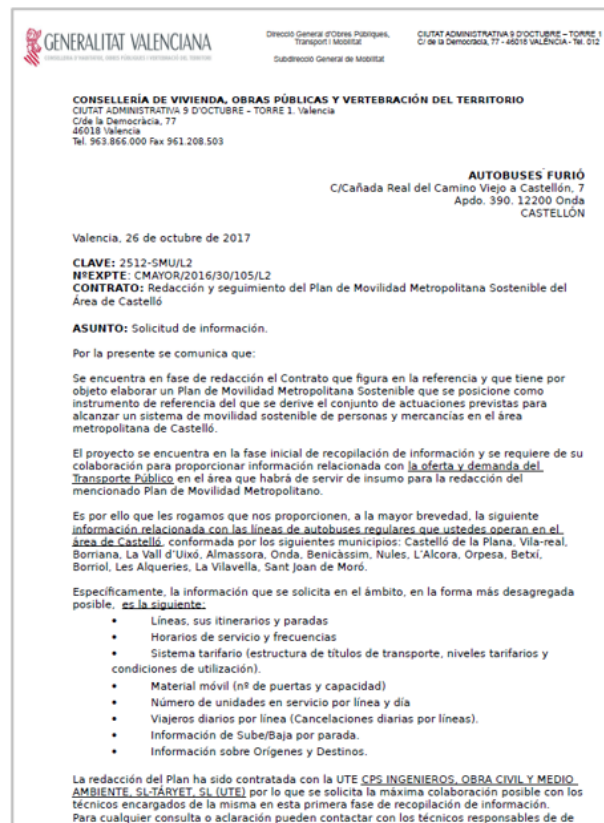 GENERALITAT VALENCIANA
CONSELLERIA D'HABITATGE, OBRES PÚBLIQUES I VERTEBRACIÓ DEL TERRITORI
Direcció General d'Obres Públiques,
Transport i Mobilitat
Subdirecció General de Mobilitat
CIUTAT ADMINISTRATIVA 9 D'OCTUBRE – TORRE 1
C/ de la Democràcia, 77 - 46018 VALÈNCIA - Tel. 012
CONSELLERÍA DE VIVIENDA, OBRAS PÚBLICAS Y VERTEBRACIÓN DEL TERRITORIO
CIUTAT ADMINISTRATIVA 9 D'OCTUBRE – TORRE 1. Valencia
C/de la Democràcia, 77
46018 Valencia
Tel. 963.866.000 Fax 961.208.503
AUTOBUSES FURIÓ
C/Cañada Real del Camino Viejo a Castellón, 7
Apdo. 390. 12200 Onda
CASTELLÓN
Valencia, 26 de octubre de 2017
CLAVE: 2512-SMU/L2
NºEXPTE: CMAYOR/2016/30/105/L2
CONTRATO: Redacción y seguimiento del Plan de Movilidad Metropolitana Sostenible del
Área de Castelló
ASUNTO: Solicitud de información.
Por la presente se comunica que:
Se encuentra en fase de redacción el Contrato que figura en la referencia y que tiene por
objeto elaborar un Plan de Movilidad Metropolitana Sostenible que se posicione como
instrumento de referencia del que se derive el conjunto de actuaciones previstas para
alcanzar un sistema de movilidad sostenible de personas y mercancías en el área
metropolitana de Castelló.
El proyecto se encuentra en la fase inicial de recopilación de información y se requiere de su
colaboración para proporcionar información relacionada con la oferta y demanda del
Transporte Público en el área que habrá de servir de insumo para la redacción del
mencionado Plan de Movilidad Metropolitano.
Es por ello que les rogamos que nos proporcionen, a la mayor brevedad, la siguiente
información relacionada con las líneas de autobuses regulares que ustedes operan en el
área de Castelló, conformada por los siguientes municipios: Castelló de la Plana, Vila-real,
Borriana, La Vall d'Uixó, Almassora, Onda, Benicàssim, Nules, L'Alcora, Orpesa, Betxí,
Borriol, Les Alqueries, La Vilavella, Sant Joan de Moró.
Específicamente, la información que se solicita en el ámbito, en la forma más desagregada
posible, es la siguiente:
• Líneas, sus itinerarios y paradas
• Horarios de servicio y frecuencias
• Sistema tarifario (estructura de títulos de transporte, niveles tarifarios y
condiciones de utilización).
• Material móvil (nº de puertas y capacidad)
• Número de unidades en servicio por línea y día
• Viajeros diarios por línea (Cancelaciones diarias por líneas).
• Información de Sube/Baja por parada.
• Información sobre Orígenes y Destinos.
La redacción del Plan ha sido contratada con la UTE CPS INGENIEROS, OBRA CIVIL Y MEDIO
AMBIENTE, SL-TÁRYET, SL (UTE) por lo que se solicita la máxima colaboración posible con los
técnicos encargados de la misma en esta primera fase de recopilación de información.
Para cualquier consulta o aclaración pueden contactar con los técnicos responsables de de